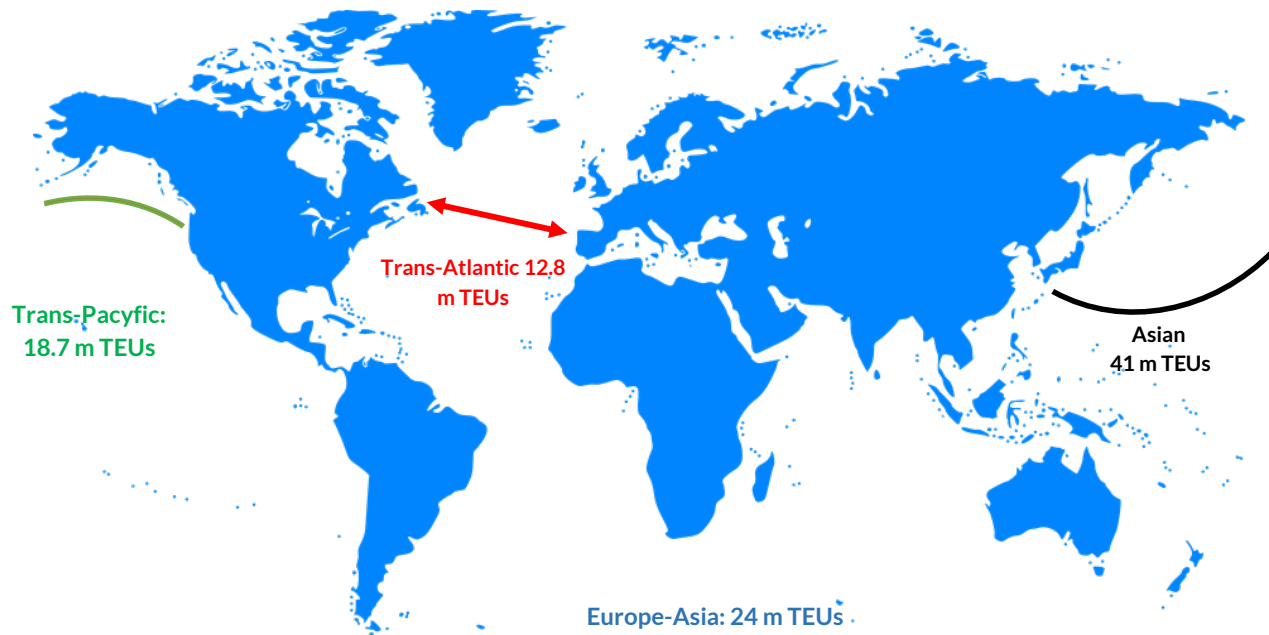 Trans-Atlantic 12.8
m TEUs
Trans-Pacyfic:
18.7 m TEUs
Asian
41 m TEUs
Europe-Asia: 24 m TEUs